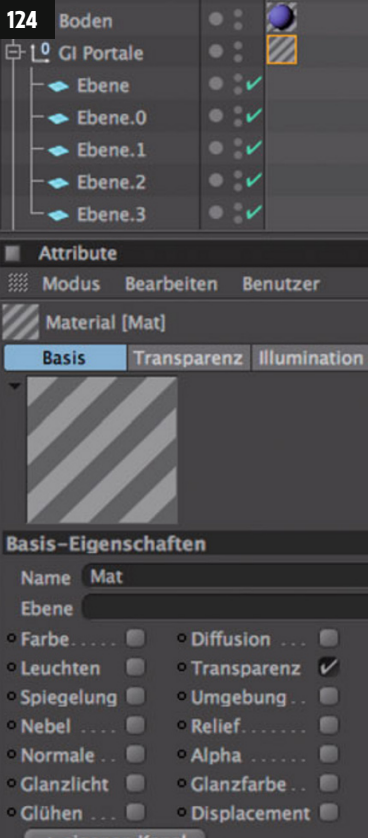 124
Boden
GI Portale
Ebene
Ebene.0
Ebene.1
Ebene.2
Ebene.3
Attribute
Modus Bearbeiten Benutzer
Material [Mat]
Basis Transparenz Illumination
Basis-Eigenschaften
Name Mat
Ebene
Farbe..... Diffusion ...
Leuchten Transparenz
Spiegelung Umgebung..
Nebel .... Relief.......
Normale .. Alpha ......
Glanzlicht Glanzfarbe..
Glühen ... Displacement